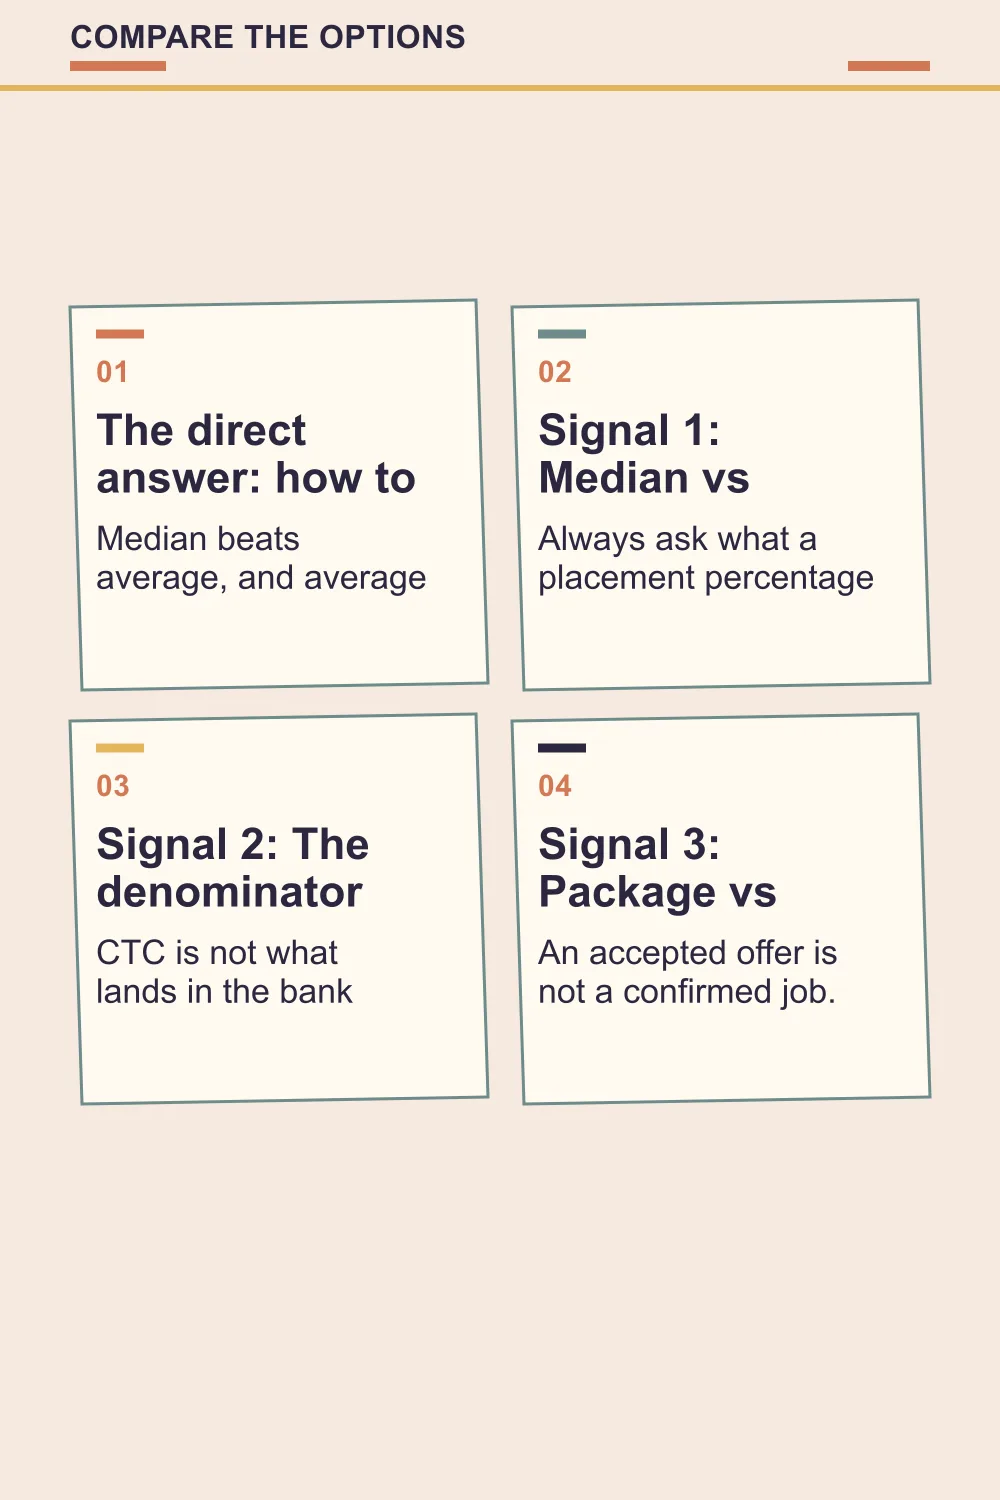 COMPARE THE OPTIONS
01
The direct
answer: how to
Median beats
average, and average
02
Signal 1:
Median vs
Always ask what a
placement percentage
03
Signal 2: The
denominator
CTC is not what
lands in the bank
04
Signal 3:
Package vs
An accepted offer is
not a confirmed job.